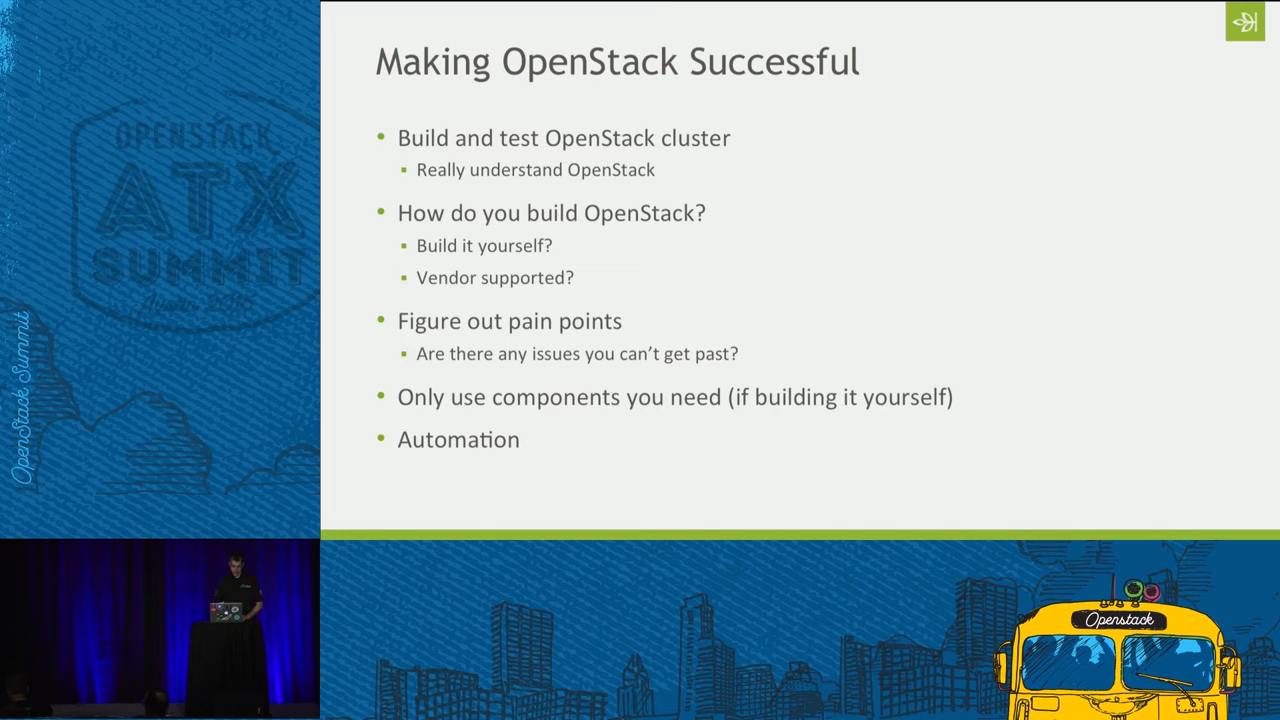 Making OpenStack Successful
• Build and test OpenStack cluster
▪ Really understand OpenStack
• How do you build OpenStack?
▪ Build it yourself?
▪ Vendor supported?
• Figure out pain points
▪ Are there any issues you can't get past?
• Only use components you need (if building it yourself)
• Automation
OPENSTACK
ATX
SUMMIT
Austin 2016
OpenStack Summit
Openstack